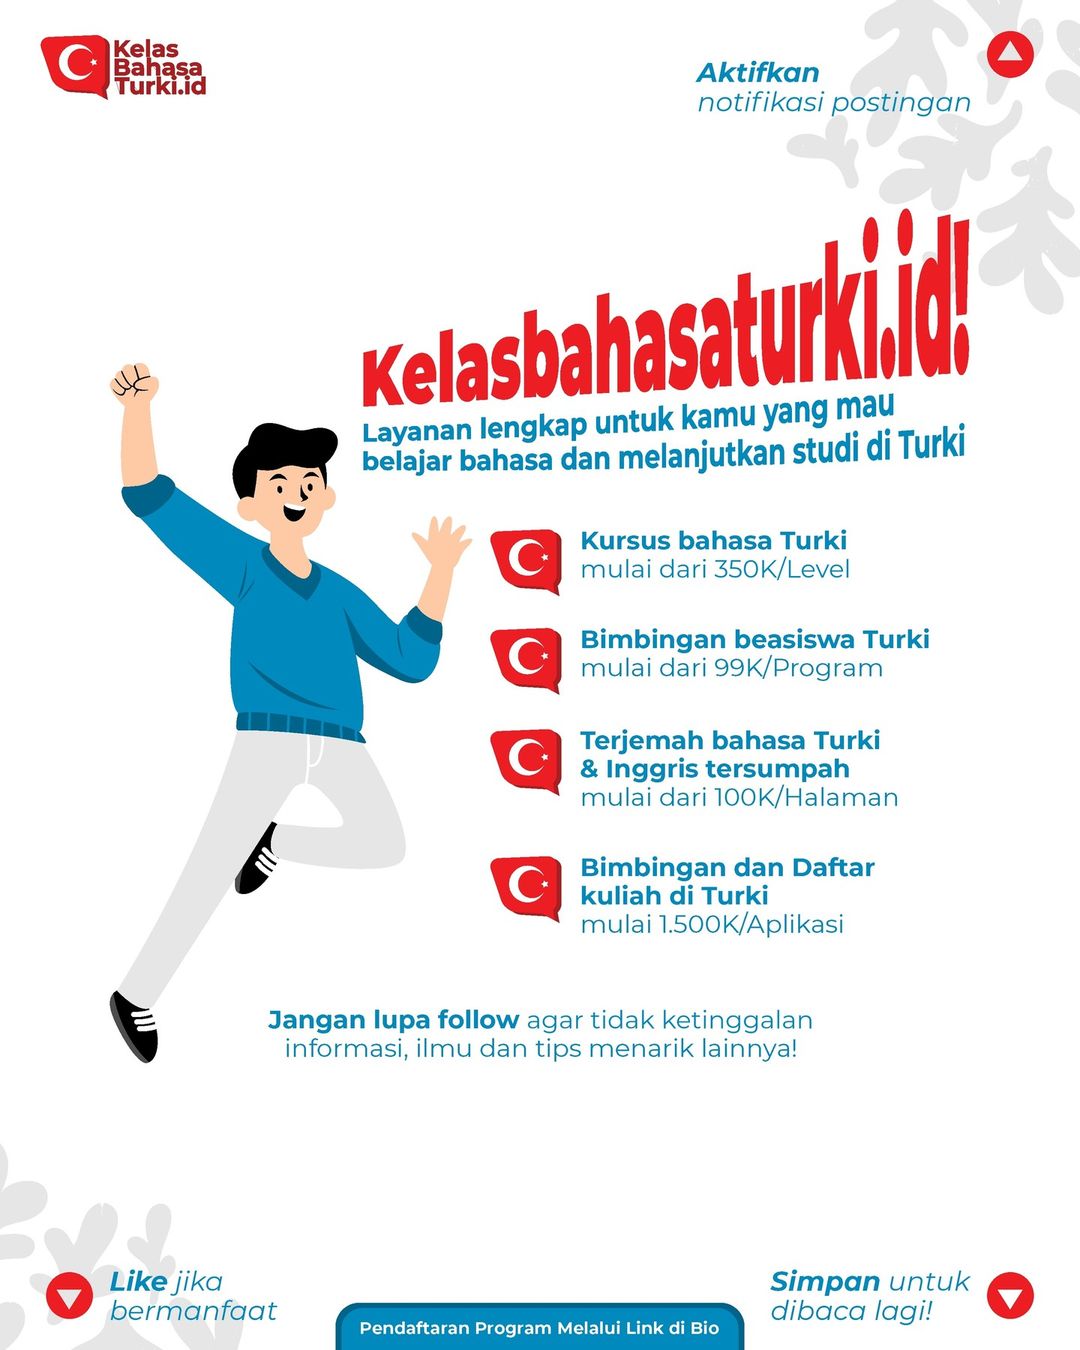 Kelas
Bahasa
Turki.id
Aktifkan
notifikasi postingan
Kelasbahasaturki.id!
Layanan lengkap untuk kamu yang mau
belajar bahasa dan melanjutkan studi di Turki
Kursus bahasa Turki
mulai dari 350K/Level
Bimbingan beasiswa Turki
mulai dari 99K/Program
Terjemah bahasa Turki
& Inggris tersumpah
mulai dari 100K/Halaman
Bimbingan dan Daftar
kuliah di Turki
mulai 1.500K/Aplikasi
Jangan lupa follow agar tidak ketinggalan
informasi, ilmu dan tips menarik lainnya!
Like jika
bermanfaat
Simpan untuk
dibaca lagi!
Pendaftaran Program Melalui Link di Bio